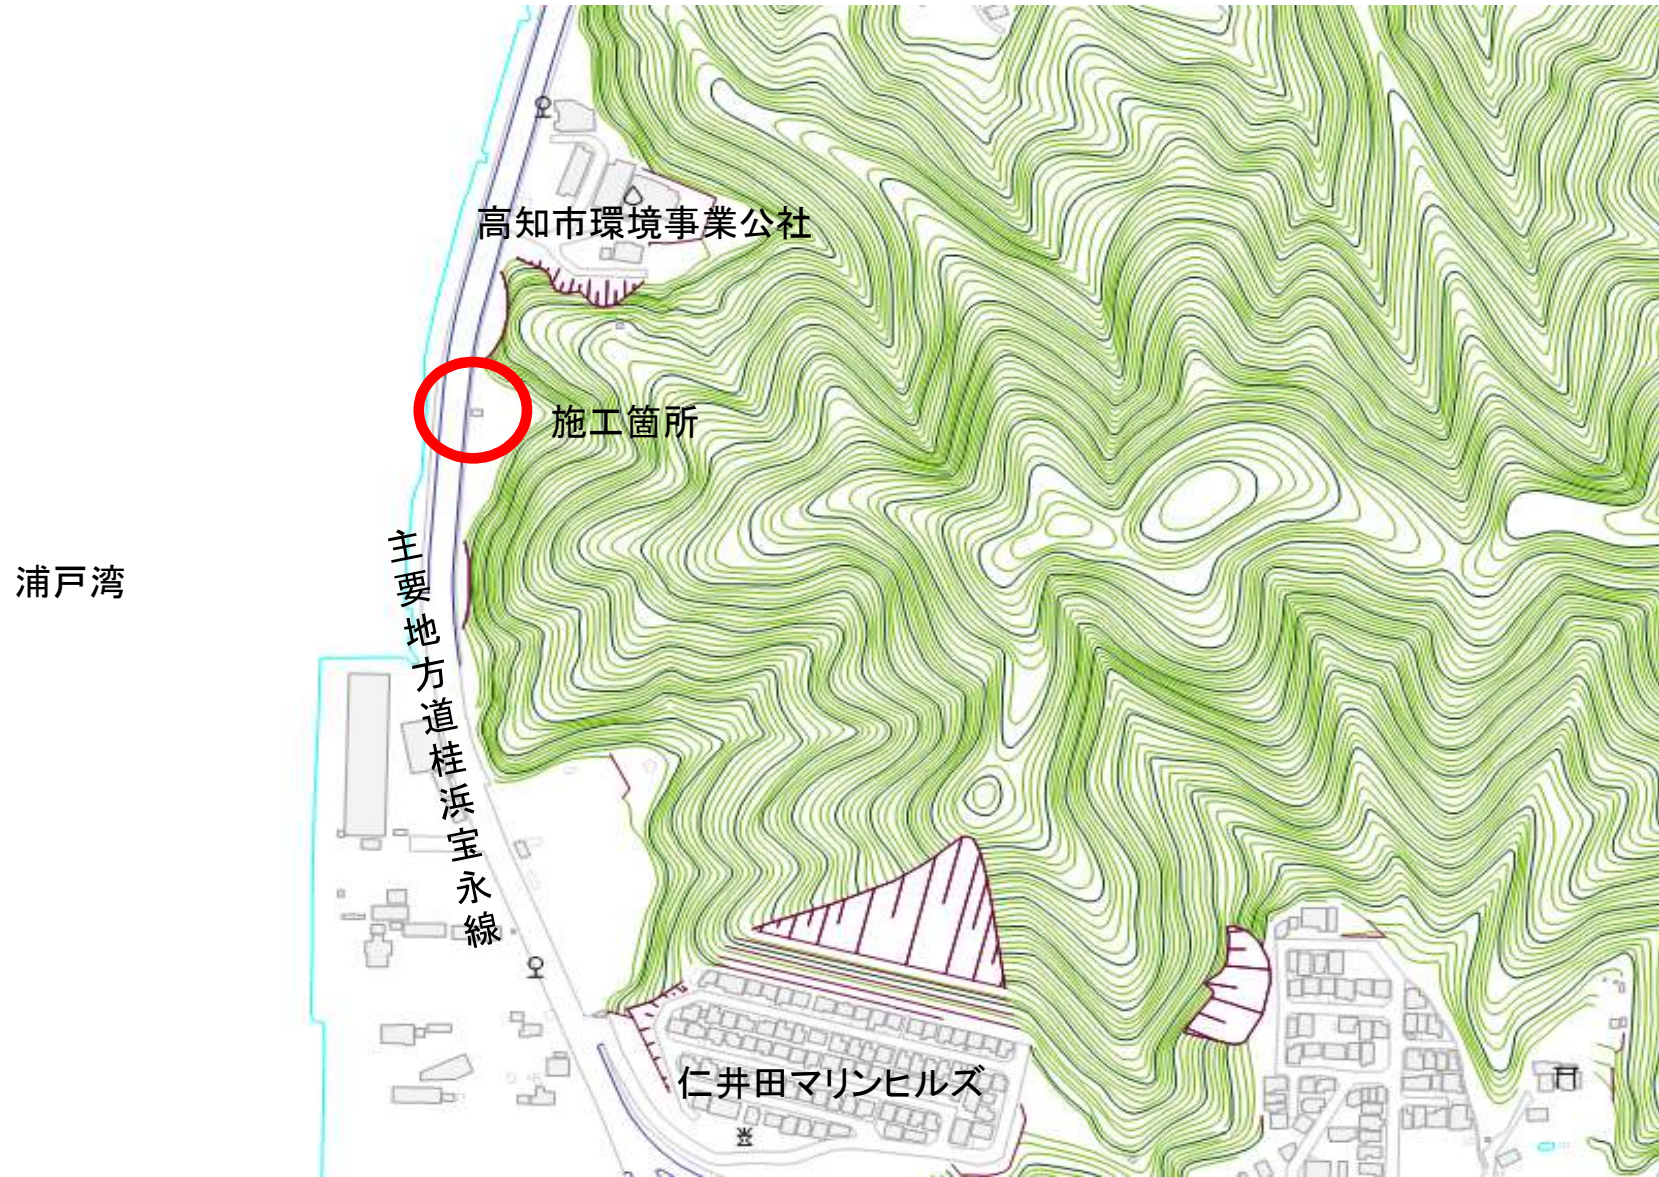 高知市環境事業公社
施工箇所
主要地方道桂浜宝永線
浦戸湾
仁井田マリンヒルズ